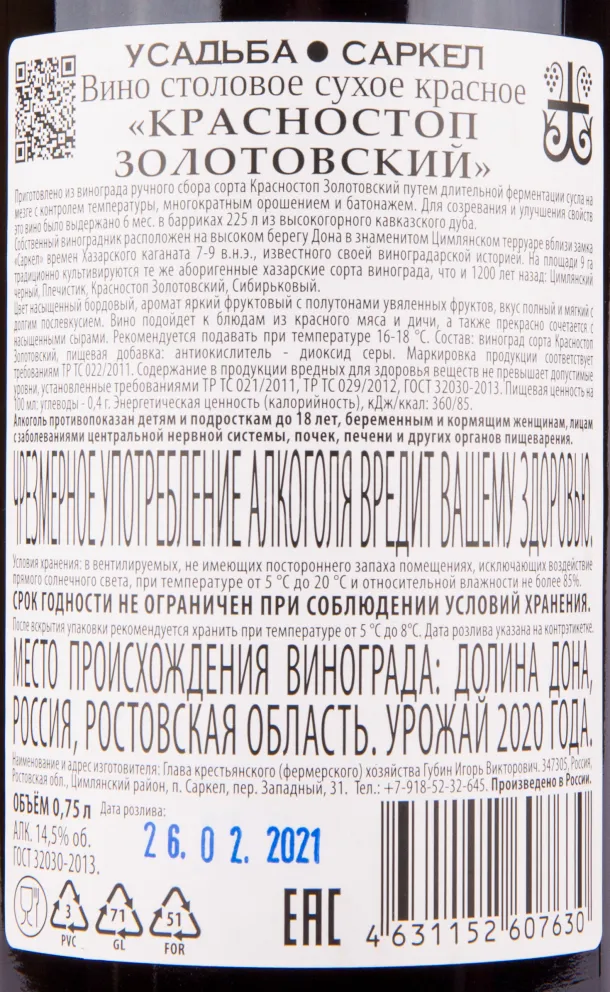 УСАДЬБА ● САРКЕЛ
Вино столовое сухое красное
«КРАСНОСТОП
ЗОЛОТОВСКИЙ»
Приготовлено из винограда ручного сбора сорта Красностоп Золотовский путем длительной ферментации сусла на
мезге с контролем температуры, многократным орошением и батонажем. Для созревания и улучшения свойств
это вино было выдержано 6 мес. в барриках 225 л из высокогорного кавказского дуба.
Собственный виноградник расположен на высоком берегу Дона в знаменитом Цимлянском терруаре вблизи замка
«Саркел» времен Хазарского каганата 7-9 в.н.э., известного своей виноградарской историей. На площади 9 га
традиционно культивируются те же аборигенные хазарские сорта винограда, что и 1200 лет назад: Цимлянский
черный, Плечистик, Красностоп Золотовский, Сибирьковый.
Цвет насыщенный бордовый, аромат яркий фруктовый с полутонами увяленных фруктов, вкус полный и мягкий с
долгим послевкусием. Вино подойдет к блюдам из красного мяса и дичи, а также прекрасно сочетается с
насыщенными сырами. Рекомендуется подавать при температуре 16-18 °С. Состав: виноград сорта Красностоп
Золотовский, пищевая добавка: антиокислитель - диоксид серы. Маркировка продукции соответствует
требованиям ТР ТС 022/2011. Содержание в продукции вредных для здоровья веществ не превышает допустимые
уровни, установленные требованиями ТР ТС 021/2011, ТР ТС 029/2012, ГОСТ 32030-2013. Пищевая ценность на
100 мл: углеводы - 0,4 г. Энергетическая ценность (калорийность), кДж/ккал: 360/85.
Алкоголь противопоказан детям и подросткам до 18 лет, беременным и кормящим женщинам, лицам
с заболеваниями центральной нервной системы, почек, печени и других органов пищеварения.
ЧРЕЗМЕРНОЕ УПОТРЕБЛЕНИЕ АЛКОГОЛЯ ВРЕДИТ ВАШЕМУ ЗДОРОВЬЮ.
Условия хранения: в вентилируемых, не имеющих постороннего запаха помещениях, исключающих воздействие
прямого солнечного света, при температуре от 5 °С до 20 °С и относительной влажности не более 85%.
СРОК ГОДНОСТИ НЕ ОГРАНИЧЕН ПРИ СОБЛЮДЕНИИ УСЛОВИЙ ХРАНЕНИЯ.
После вскрытия упаковки рекомендуется хранить при температуре от 5 °С до 8°С. Дата розлива указана на контрэтикетке.
МЕСТО ПРОИСХОЖДЕНИЯ ВИНОГРАДА: ДОЛИНА ДОНА,
РОССИЯ, РОСТОВСКАЯ ОБЛАСТЬ. УРОЖАЙ 2020 ГОДА.
Наименование и адрес изготовителя: Глава крестьянского (фермерского) хозяйства Губин Игорь Викторович. 347305, Россия,
Ростовская обл., Цимлянский район, п. Саркел, пер. Западный, 31. Тел.: +7-918-52-32-645. Произведено в России.
ОБЪЁМ 0,75 л Дата розлива:
АЛК. 14,5% об.
ГОСТ 32030-2013.
26.02.2021
3
PVC
71
GL
51
FOR
EAC
4 631152 607630